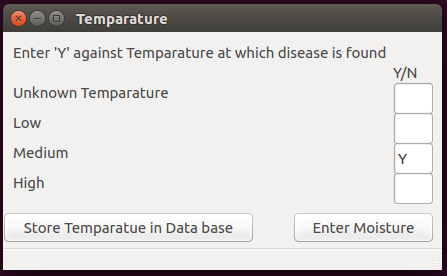 Temparature
Enter 'Y' against Temparature at which disease is found
Y/N
Unknown Temparature
Low
Medium Y
High
Store Temparatue in Data base Enter Moisture